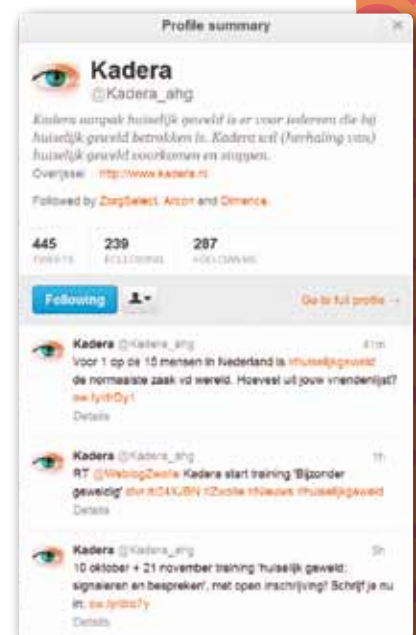 Profile summary
×
Kadera
@Kadera_ahg
Kadera aanpak huiselijk geweld is er voor iedereen die bij
huiselijk geweld betrokken is. Kadera wil (herhaling van)
huiselijk geweld voorkomen en stoppen.
Overijssel http://www.kadera.nl
Followed by ZorgSelect, Arcon and Dimence.
445 239 287
TWEETS FOLLOWING FOLLOWERS
Following Go to full profile →
Kadera @Kadera_ahg 41m
Voor 1 op de 15 mensen in Nederland is #huiselijkgeweld
de normaalste zaak vd wereld. Hoeveel uit jouw vriendenlijst?
Details
Kadera @Kadera_ahg 1h
RT @WeblogZwolle Kadera start training 'Bijzonder
geweldig' #Zwolle #Nieuws #huiselijkgeweld
Details
Kadera @Kadera_ahg 5h
10 oktober + 21 november training 'huiselijk geweld:
signaleren en bespreken', met open inschrijving! Schrijf je nu
in:
Details